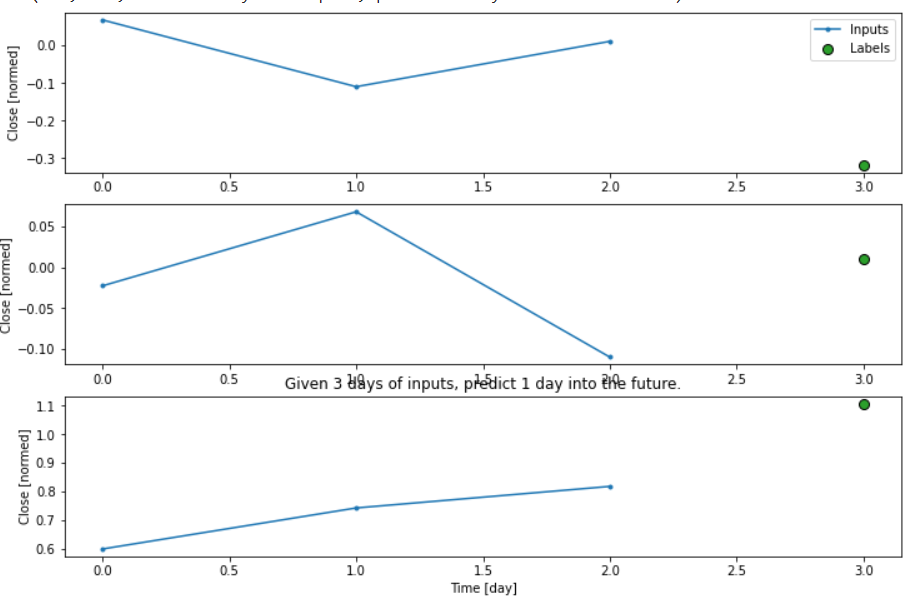 Close [normed]
0.0
−0.1
−0.2
−0.3
Inputs
Labels
0.0 0.5 1.0 1.5 2.0 2.5 3.0
Close [normed]
0.05
0.00
−0.05
−0.10
0.0 0.5 1.0 1.5 2.0 2.5 3.0
Given 3 days of inputs, predict 1 day into the future.
Close [normed]
1.1
1.0
0.9
0.8
0.7
0.6
0.0 0.5 1.0 1.5 2.0 2.5 3.0
Time [day]